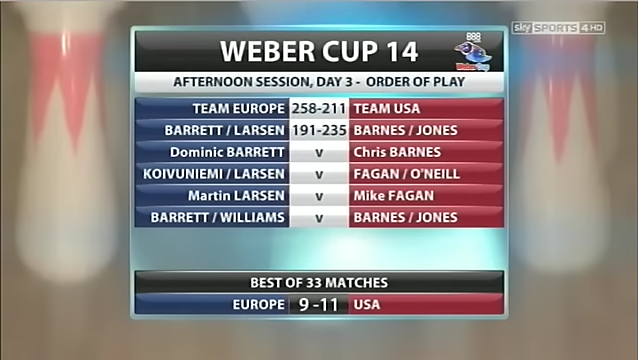 sky SPORTS 4 HD
888
WEBER CUP 14
WeberCup
AFTERNOON SESSION, DAY 3 - ORDER OF PLAY
TEAM EUROPE 258-211 TEAM USA
BARRETT / LARSEN 191-235 BARNES / JONES
Dominic BARRETT v Chris BARNES
KOIVUNIEMI / LARSEN v FAGAN / O'NEILL
Martin LARSEN v Mike FAGAN
BARRETT / WILLIAMS v BARNES / JONES
BEST OF 33 MATCHES
EUROPE 9-11 USA